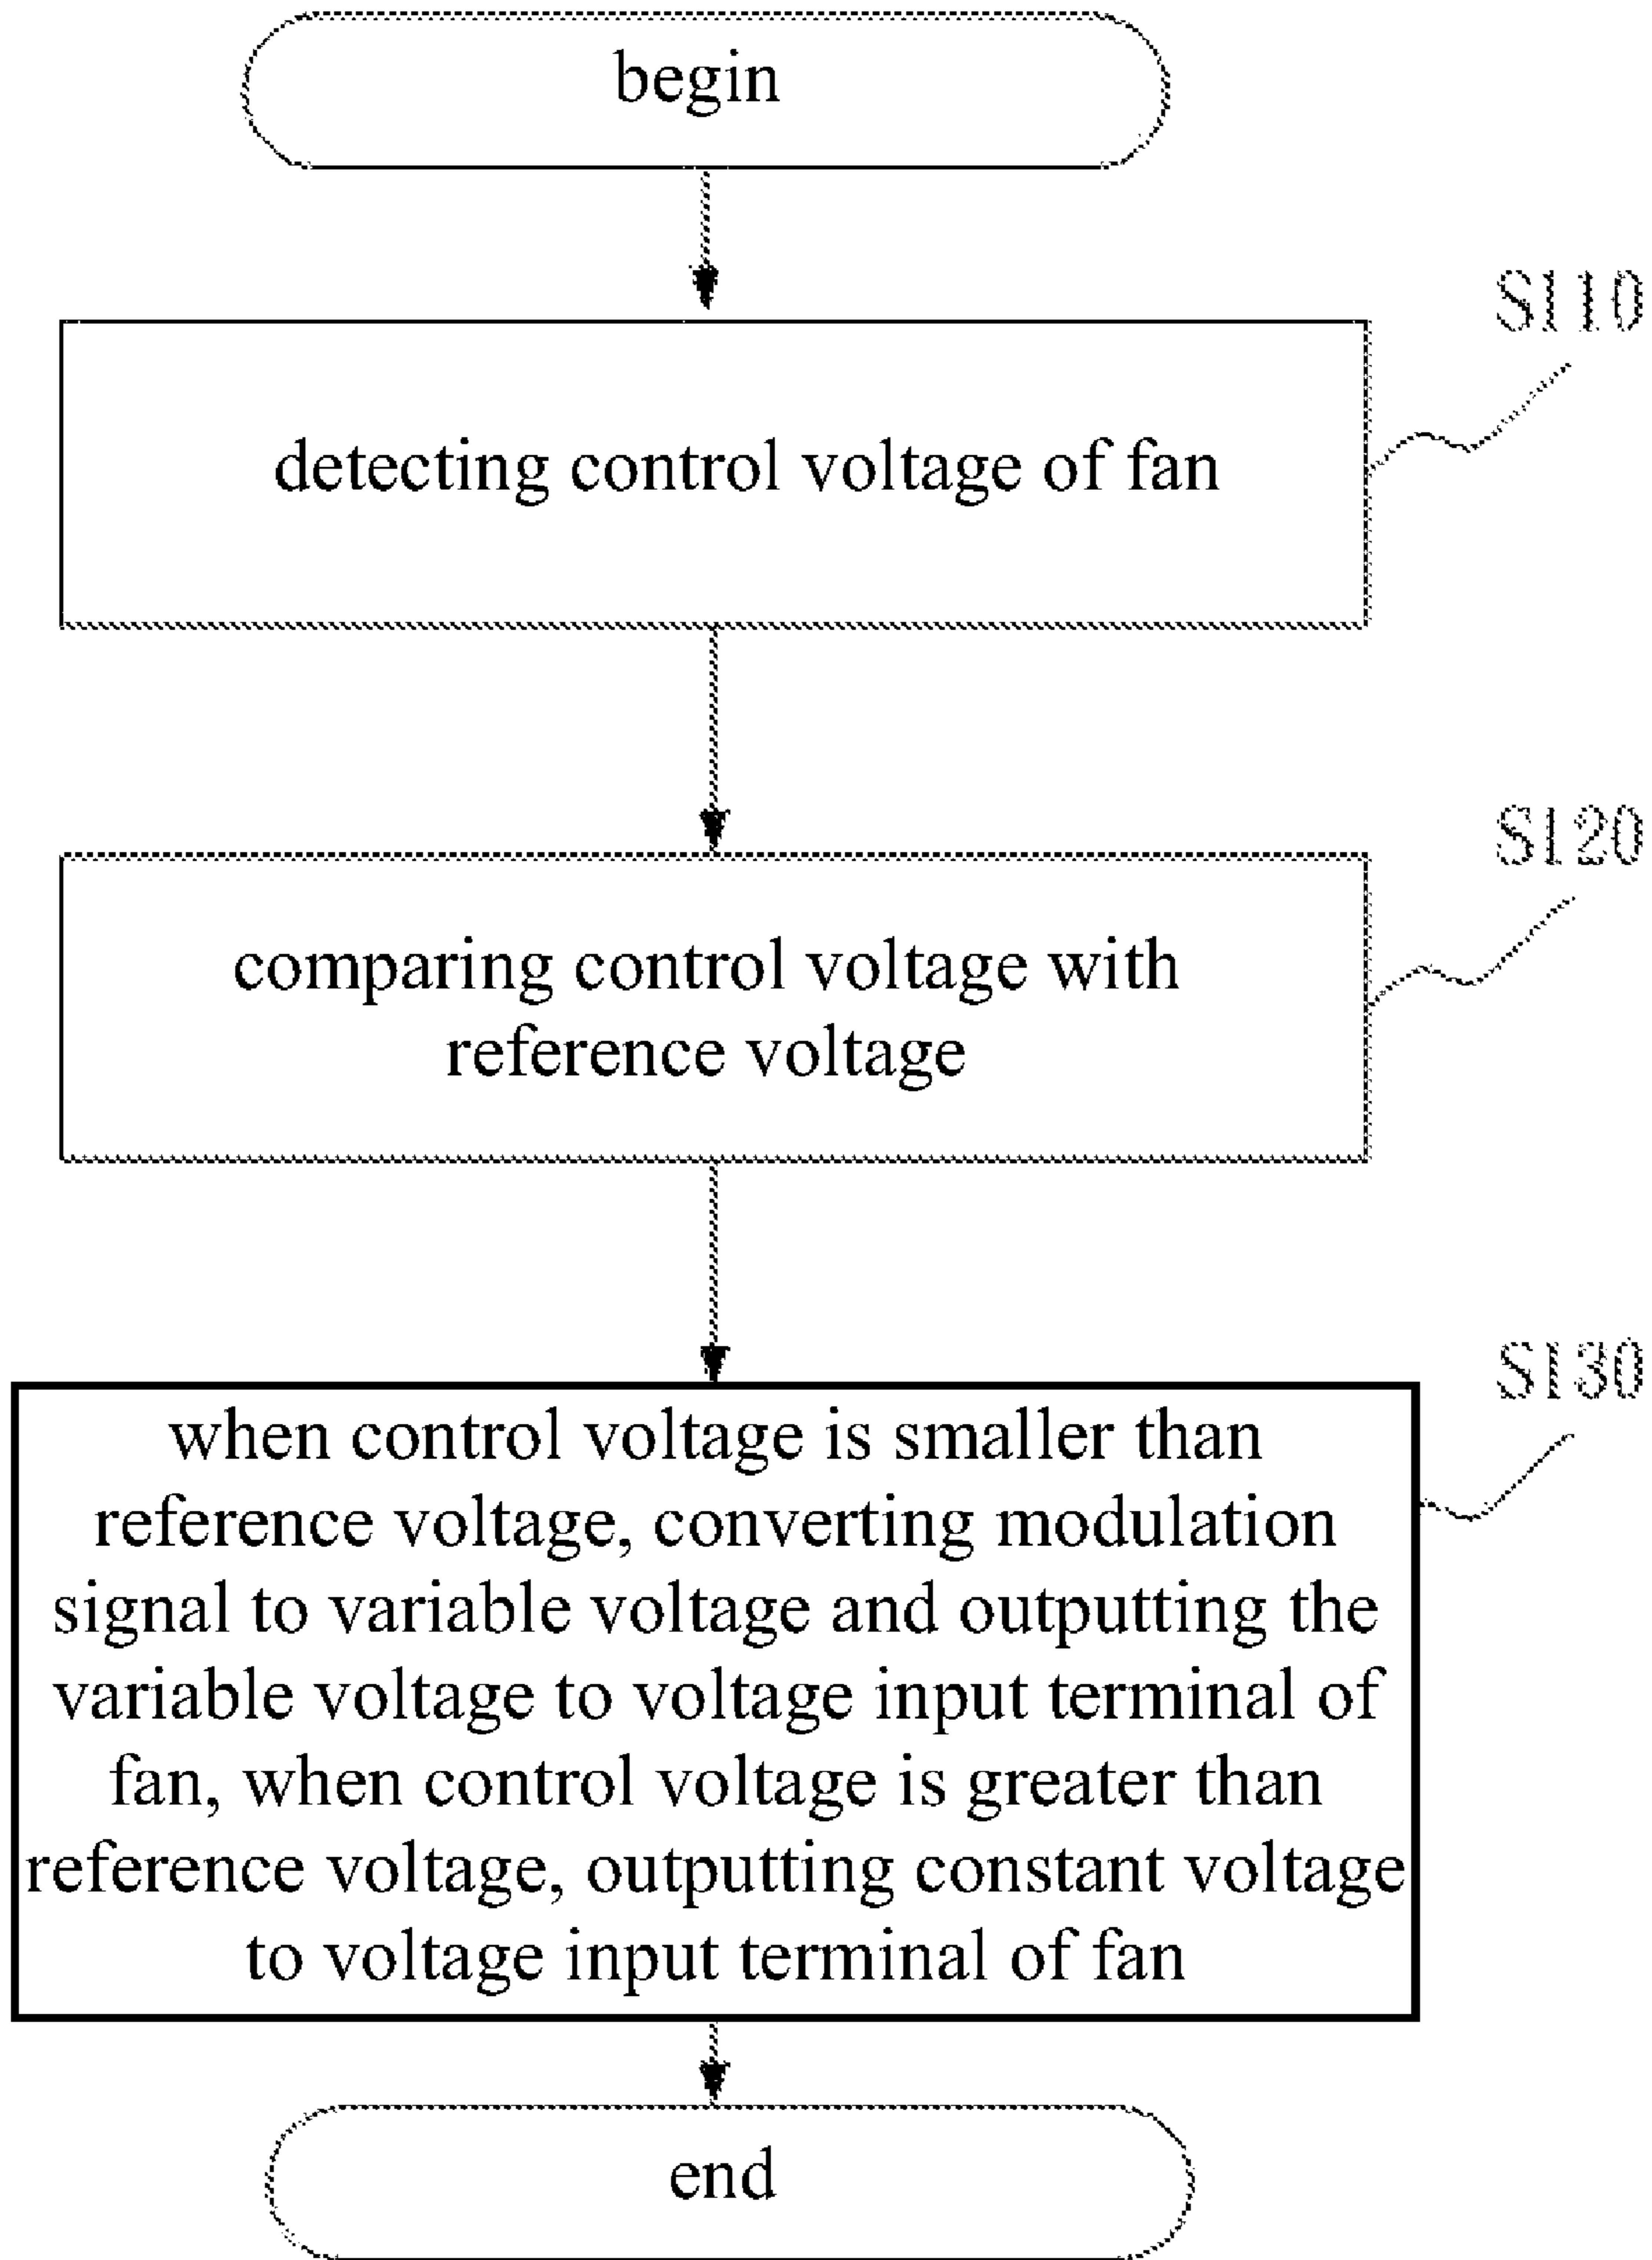 begin
S110
detecting control voltage of fan
S120
comparing control voltage with
reference voltage
S130
when control voltage is smaller than
reference voltage, converting modulation
signal to variable voltage and outputting the
variable voltage to voltage input terminal of
fan, when control voltage is greater than
reference voltage, outputting constant voltage
to voltage input terminal of fan
end